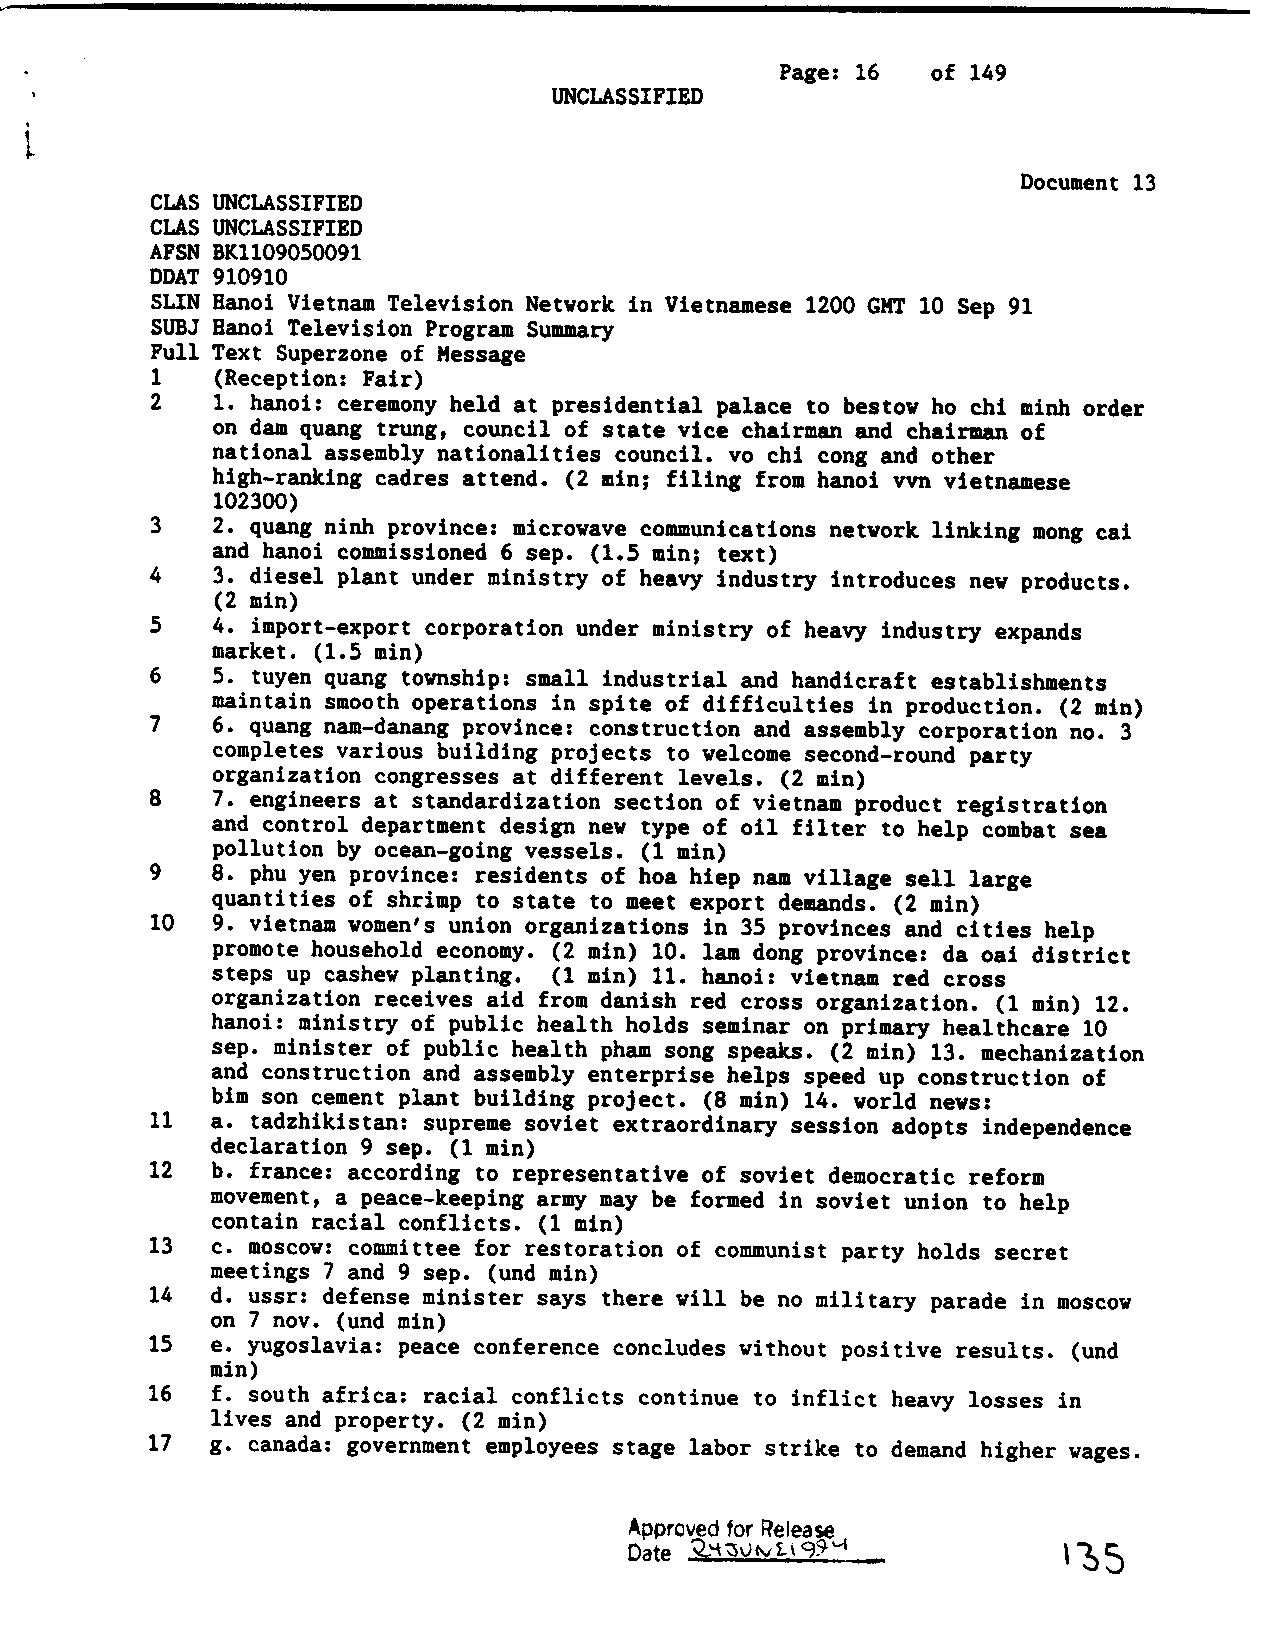 Page: 16 of 149
UNCLASSIFIED
Document 13
CLAS UNCLASSIFIED
CLAS UNCLASSIFIED
AFSN BK1109050091
DDAT 910910
SLIN Hanoi Vietnam Television Network in Vietnamese 1200 GMT 10 Sep 91
SUBJ Hanoi Television Program Summary
Full Text Superzone of Message
1 (Reception: Fair)
2 1. hanoi: ceremony held at presidential palace to bestow ho chi minh order
on dam quang trung, council of state vice chairman and chairman of
national assembly nationalities council. vo chi cong and other
high-ranking cadres attend. (2 min; filing from hanoi vvn vietnamese
102300)
3 2. quang ninh province: microwave communications network linking mong cai
and hanoi commissioned 6 sep. (1.5 min; text)
4 3. diesel plant under ministry of heavy industry introduces new products.
(2 min)
5 4. import-export corporation under ministry of heavy industry expands
market. (1.5 min)
6 5. tuyen quang township: small industrial and handicraft establishments
maintain smooth operations in spite of difficulties in production. (2 min)
7 6. quang nam-danang province: construction and assembly corporation no. 3
completes various building projects to welcome second-round party
organization congresses at different levels. (2 min)
8 7. engineers at standardization section of vietnam product registration
and control department design new type of oil filter to help combat sea
pollution by ocean-going vessels. (1 min)
9 8. phu yen province: residents of hoa hiep nam village sell large
quantities of shrimp to state to meet export demands. (2 min)
10 9. vietnam women's union organizations in 35 provinces and cities help
promote household economy. (2 min) 10. lam dong province: da oai district
steps up cashew planting. (1 min) 11. hanoi: vietnam red cross
organization receives aid from danish red cross organization. (1 min) 12.
hanoi: ministry of public health holds seminar on primary healthcare 10
sep. minister of public health pham song speaks. (2 min) 13. mechanization
and construction and assembly enterprise helps speed up construction of
bim son cement plant building project. (8 min) 14. world news:
11 a. tadzhikistan: supreme soviet extraordinary session adopts independence
declaration 9 sep. (1 min)
12 b. france: according to representative of soviet democratic reform
movement, a peace-keeping army may be formed in soviet union to help
contain racial conflicts. (1 min)
13 c. moscow: committee for restoration of communist party holds secret
meetings 7 and 9 sep. (und min)
14 d. ussr: defense minister says there will be no military parade in moscow
on 7 nov. (und min)
15 e. yugoslavia: peace conference concludes without positive results. (und
min)
16 f. south africa: racial conflicts continue to inflict heavy losses in
lives and property. (2 min)
17 g. canada: government employees stage labor strike to demand higher wages.
Approved for Release
Date 24JUNE1994
135